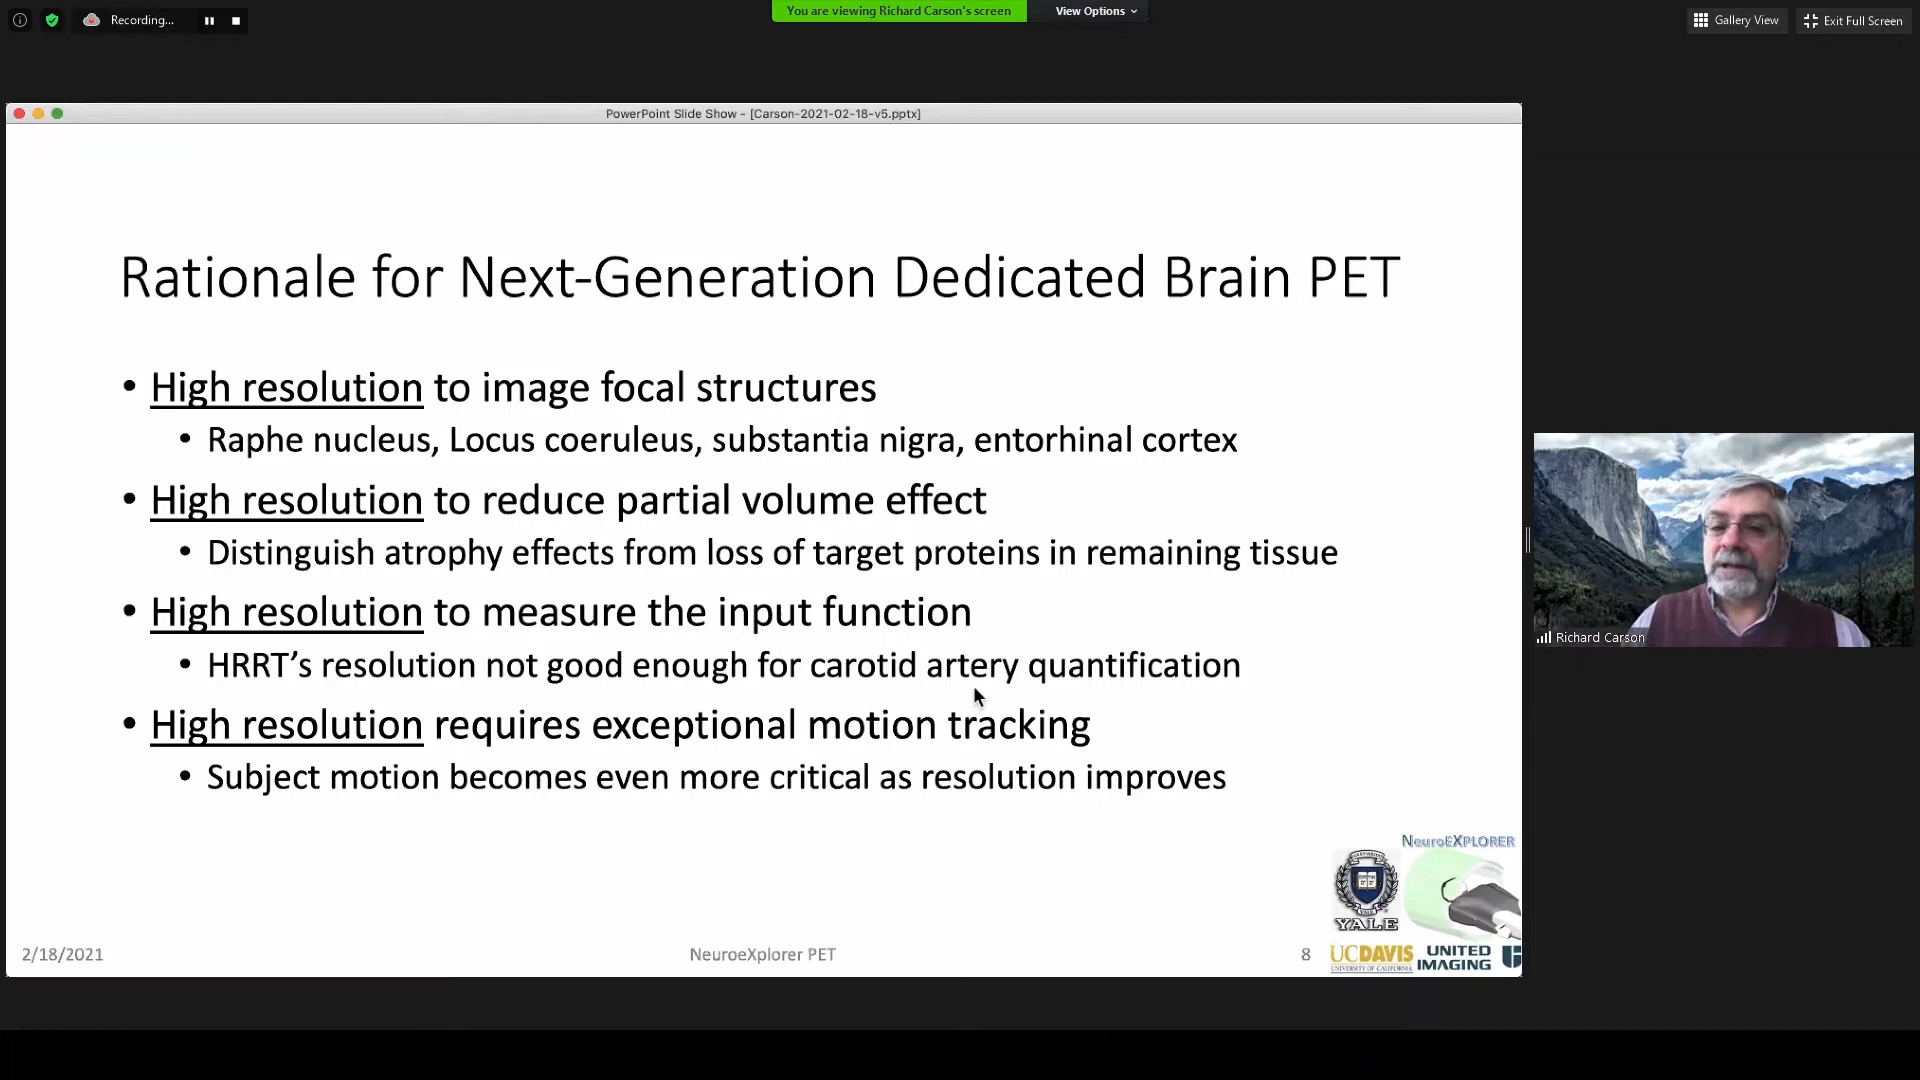 Recording...
You are viewing Richard Carson's screen
View Options
Gallery View
Exit Full Screen
PowerPoint Slide Show - [Carson-2021-02-18-v5.pptx]
Rationale for Next-Generation Dedicated Brain PET
• High resolution to image focal structures
• Raphe nucleus, Locus coeruleus, substantia nigra, entorhinal cortex
• High resolution to reduce partial volume effect
• Distinguish atrophy effects from loss of target proteins in remaining tissue
• High resolution to measure the input function
• HRRT’s resolution not good enough for carotid artery quantification
• High resolution requires exceptional motion tracking
• Subject motion becomes even more critical as resolution improves
Richard Carson
NeuroEXPLORER
YALE
2/18/2021
NeuroeXplorer PET
8
UCDAVIS
UNIVERSITY OF CALIFORNIA
UNITED
IMAGING